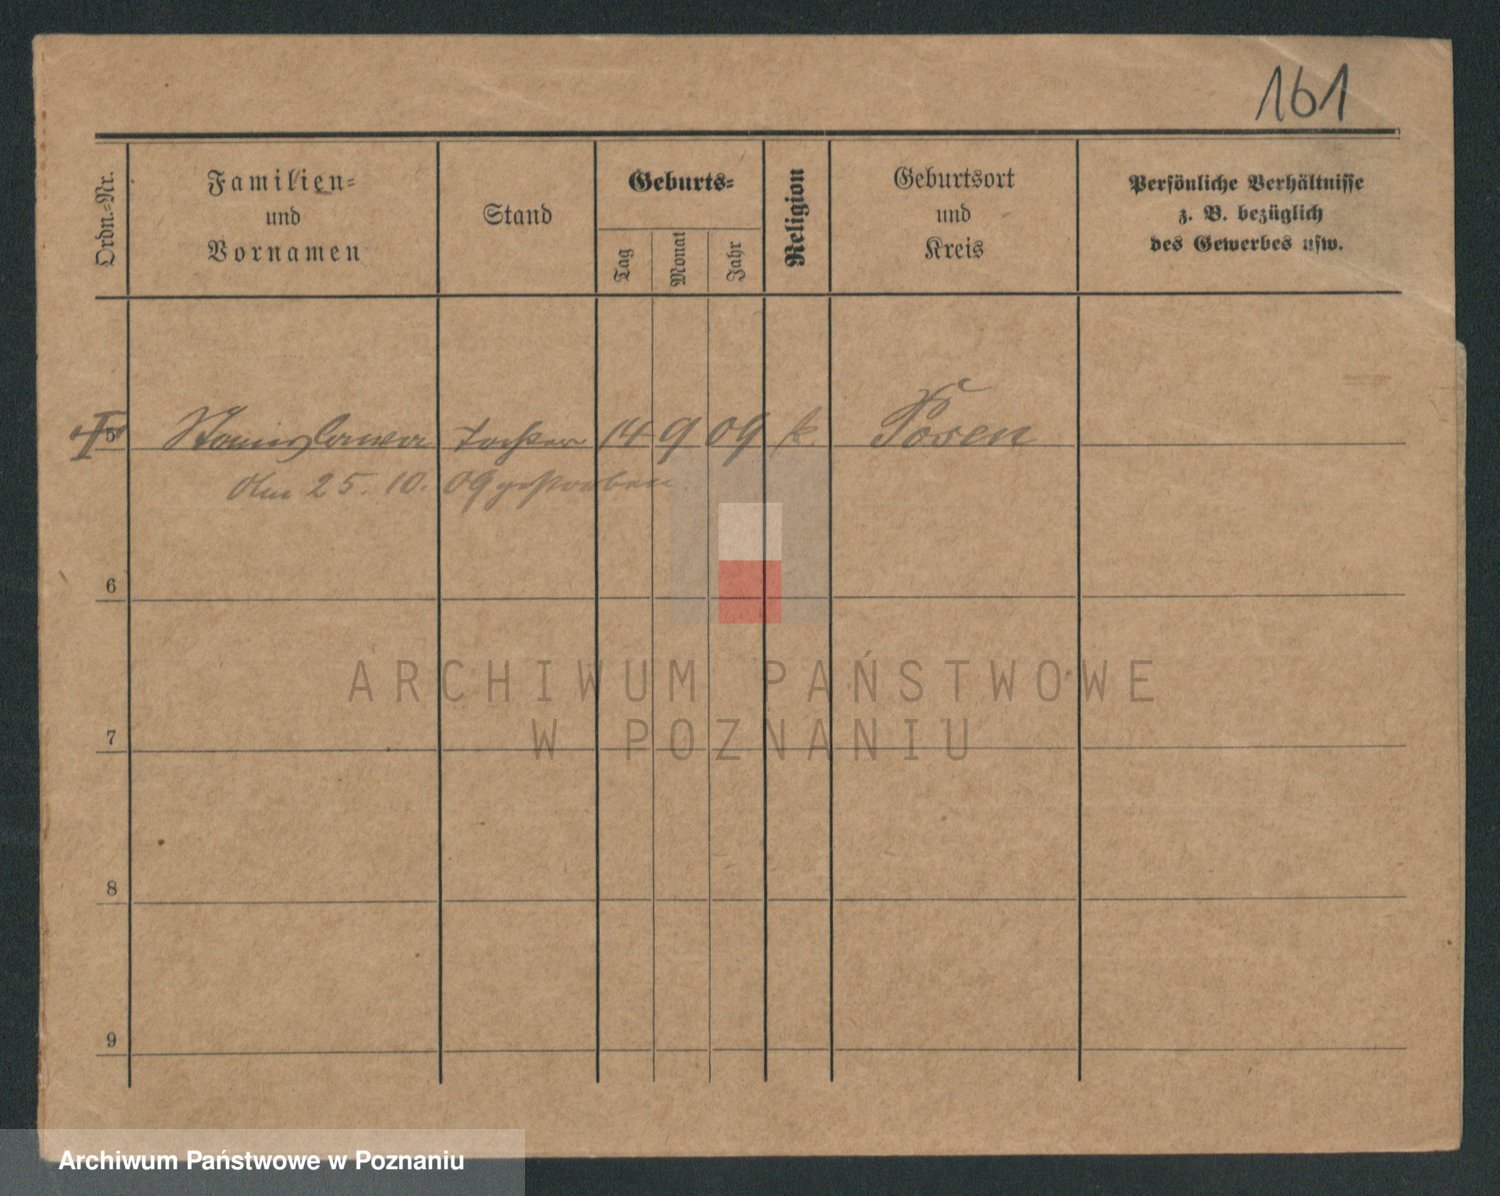 161
Ordn.-Nr.
Familien-
und
Vornamen
Stand
Geburts-
Tag
Monat
Jahr
Religion
Geburtsort
und
Kreis
Persönliche Verhältnisse
z. B. bezüglich
des Gewerbes usw.
5 Stanislawa Tochter 14 9 09 k. Posen
Am 25. 10. 09 gestorben
6
7
8
9
ARCHIWUM PAŃSTWOWE
W POZNANIU
Archiwum Państwowe w Poznaniu